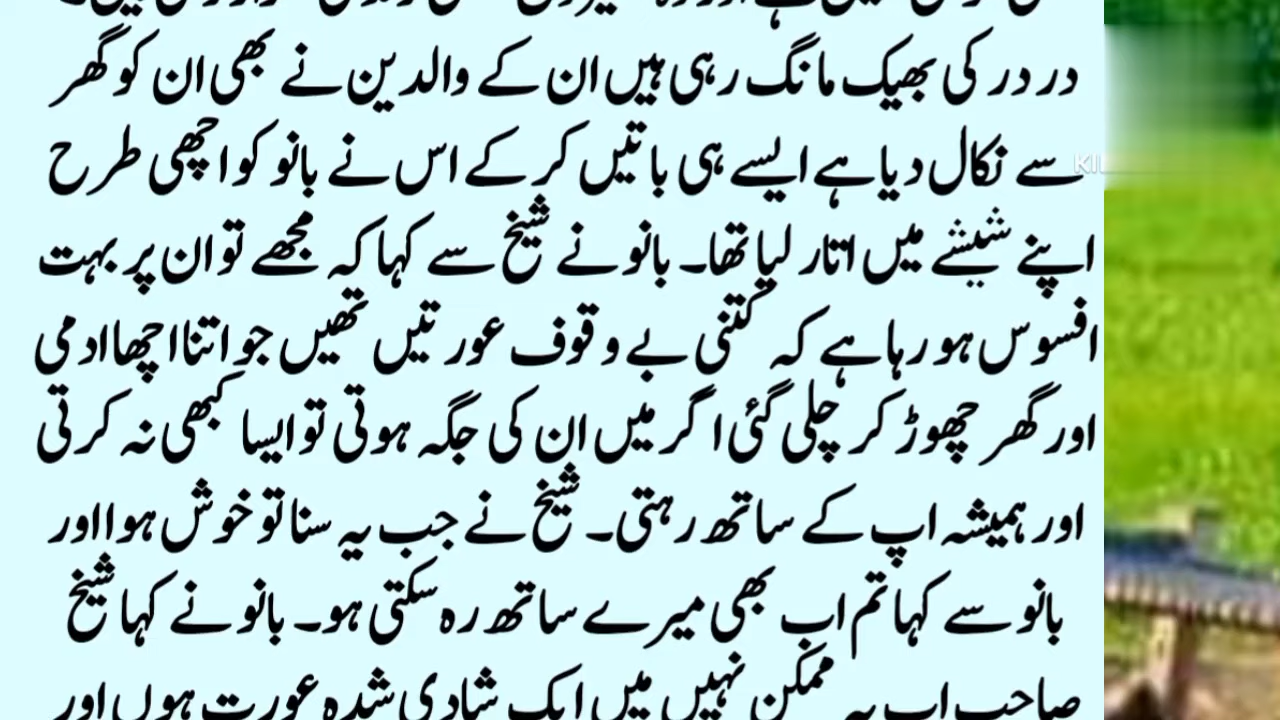 در در کی بھیک مانگ رہی ہیں ان کے والدین نے بھی ان کو گھر
سے نکال دیا ہے ایسے ہی باتیں کر کے اس نے بانو کو اچھی طرح
اپنے شیشے میں اتار لیا تھا۔ بانو نے شیخ سے کہا کہ مجھے تو ان پر بہت
افسوس ہو رہا ہے کہ کتنی بے وقوف عورتیں تھیں جو اتنا اچھا ادمی
اور گھر چھوڑ کر چلی گئی اگر میں ان کی جگہ ہوتی تو ایسا کبھی نہ کرتی
اور ہمیشہ اپ کے ساتھ رہتی۔ شیخ نے جب یہ سنا تو خوش ہوا اور
بانو سے کہا تم اب بھی میرے ساتھ رہ سکتی ہو۔ بانو نے کہا شیخ
صاحب اب یہ ممکن نہیں میں ایک شادی شدہ عورت ہوں اور